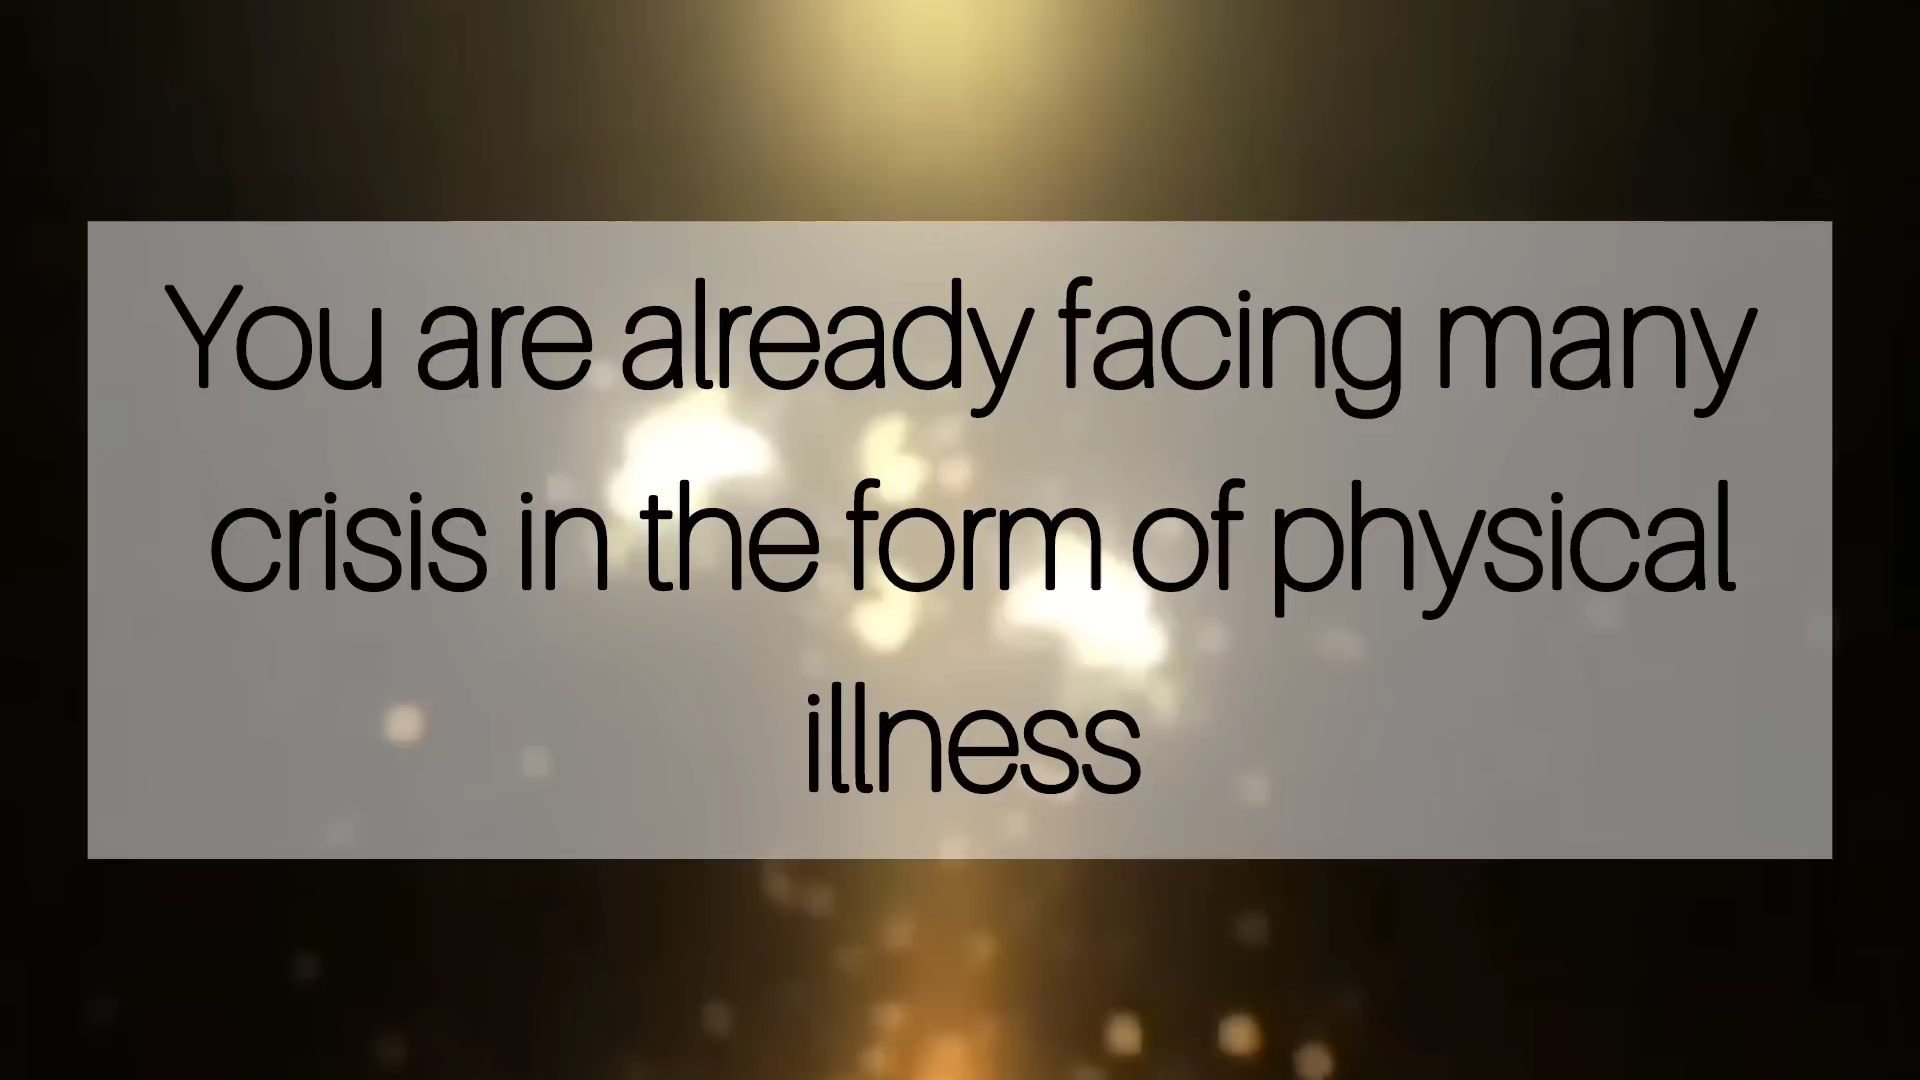 You are already facing many
crisis in the form of physical
illness